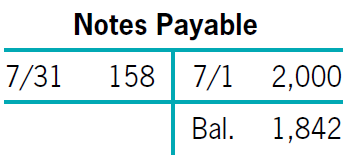 Notes Payable
7/31 158 7/1 2,000
Bal. 1,842